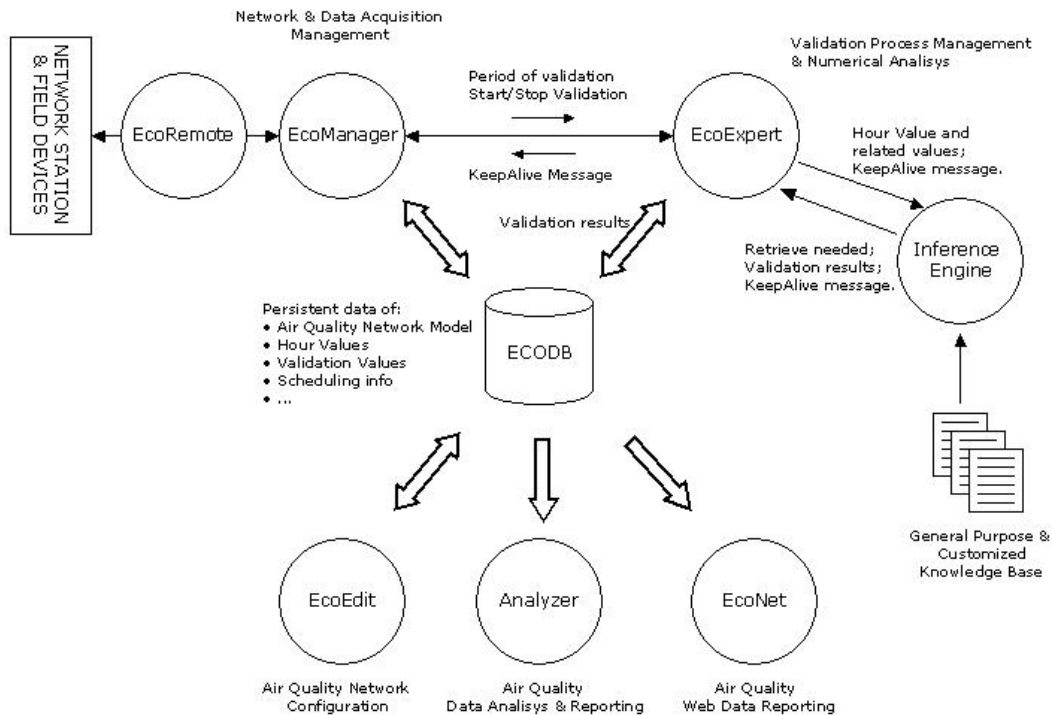 Network & Data Acquisition
Management
NETWORK STATION
& FIELD DEVICES
EcoRemote
EcoManager
Period of validation
Start/Stop Validation
KeepAlive Message
Validation Process Management
& Numerical Analisys
EcoExpert
Hour Value and
related values;
KeepAlive message.
Validation results
Retrieve needed;
Validation results;
KeepAlive message.
Inference
Engine
Persistent data of:
• Air Quality Network Model
• Hour Values
• Validation Values
• Scheduling info
• ...
ECODB
General Purpose &
Customized
Knowledge Base
EcoEdit
Analyzer
EcoNet
Air Quality Network
Configuration
Air Quality
Data Analisys & Reporting
Air Quality
Web Data Reporting